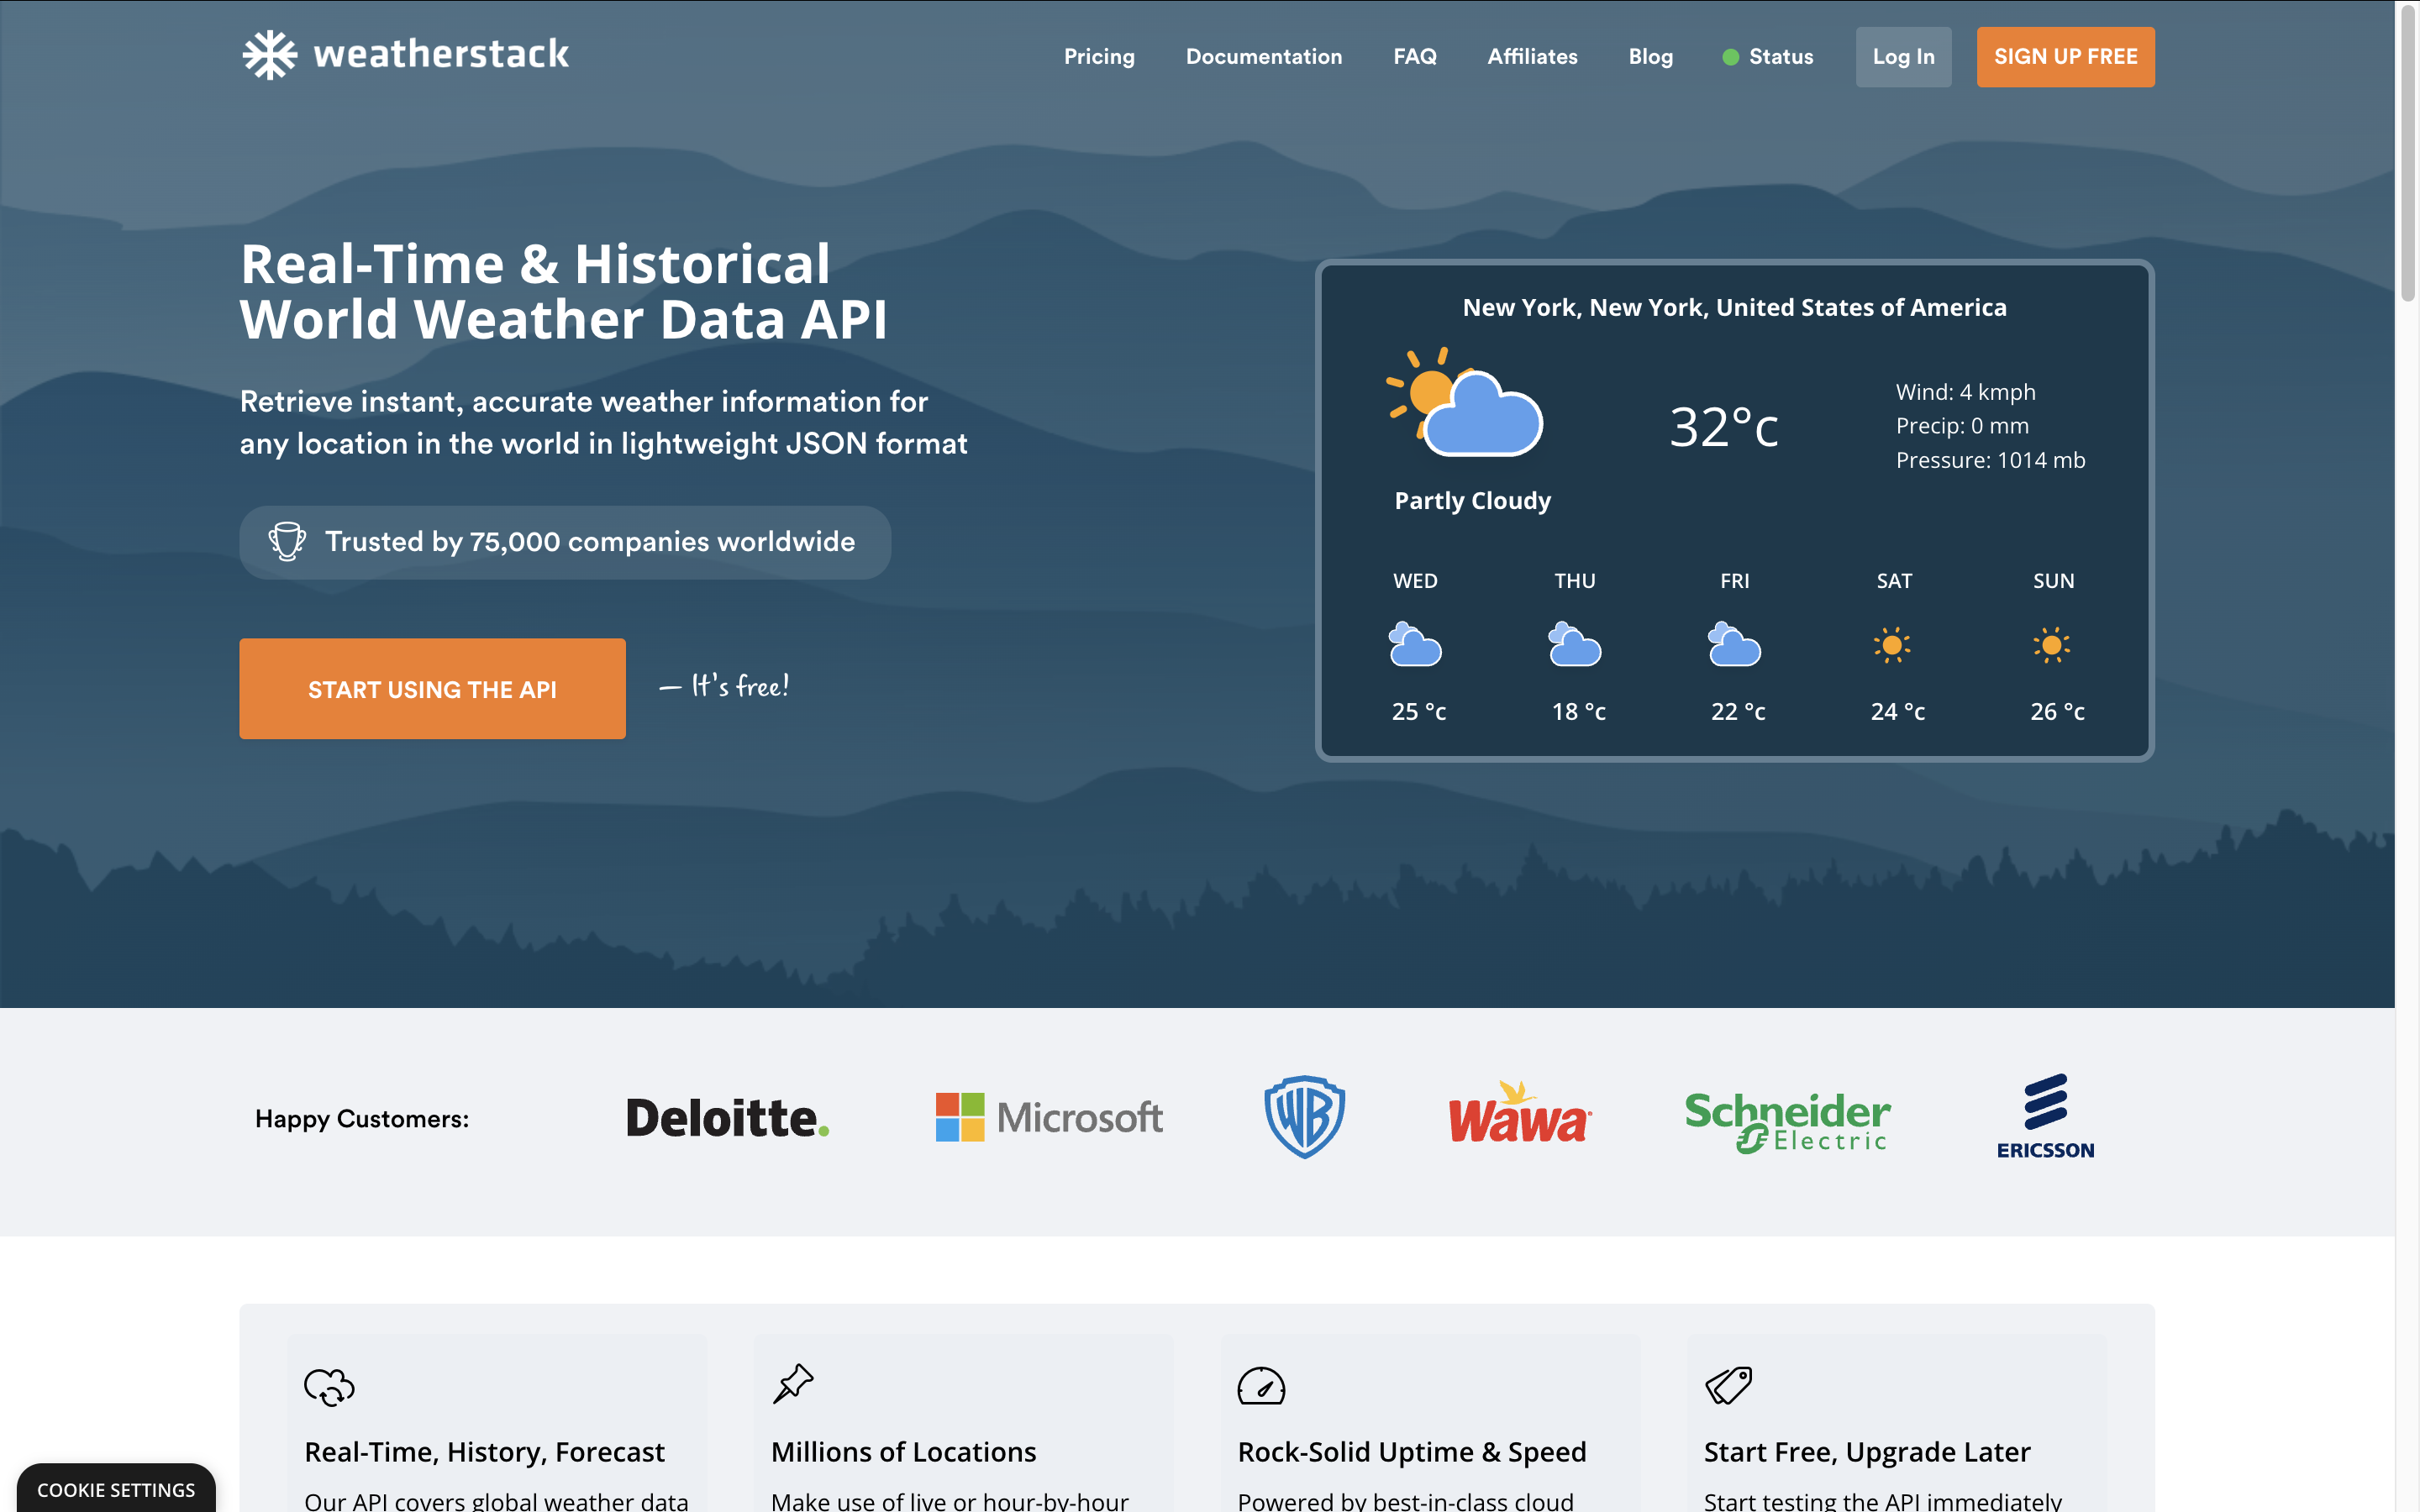 weatherstack
Pricing
Documentation
FAQ
Affiliates
Blog
Status
Log In
SIGN UP FREE
Real-Time & Historical
World Weather Data API
Retrieve instant, accurate weather information for
any location in the world in lightweight JSON format
Trusted by 75,000 companies worldwide
START USING THE API
– It's free!
New York, New York, United States of America
Partly Cloudy
32°c
Wind: 4 kmph
Precip: 0 mm
Pressure: 1014 mb
WED
THU
FRI
SAT
SUN
25 °c
18 °c
22 °c
24 °c
26 °c
Happy Customers:
Deloitte.
Microsoft
WB
Wawa
Schneider
Electric
ERICSSON
Real-Time, History, Forecast
Our API covers global weather data
Millions of Locations
Make use of live or hour-by-hour
Rock-Solid Uptime & Speed
Powered by best-in-class cloud
Start Free, Upgrade Later
Start testing the API immediately
COOKIE SETTINGS